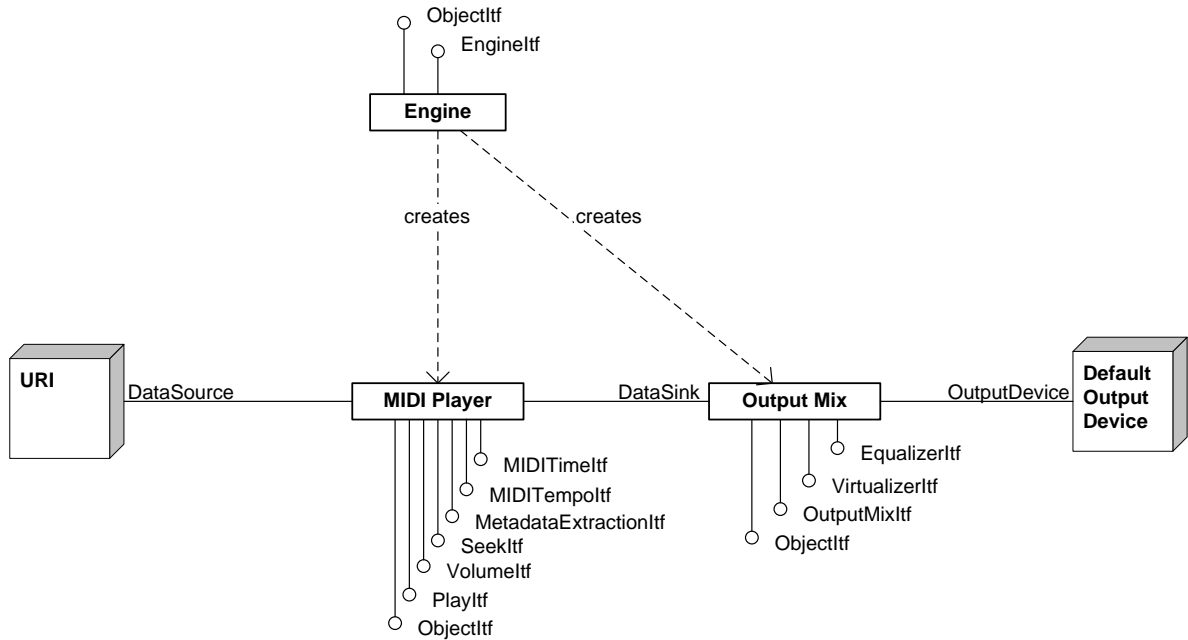 ObjectItf
EngineItf
Engine
creates
creates
URI
DataSource
MIDI Player
DataSink
Output Mix
OutputDevice
Default
Output
Device
MIDITimeItf
MIDITempoItf
MetadataExtractionItf
SeekItf
VolumeItf
PlayItf
ObjectItf
EqualizerItf
VirtualizerItf
OutputMixItf
ObjectItf